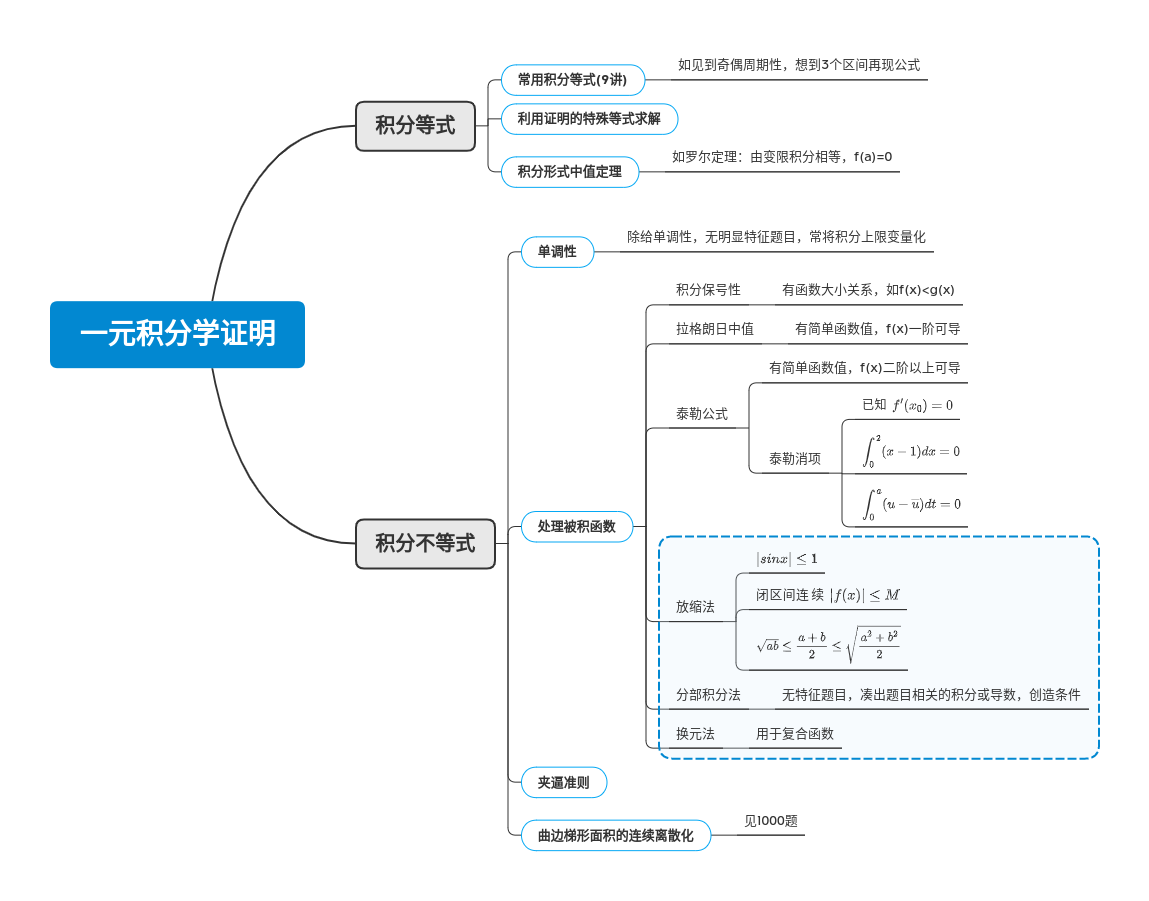 一元积分学证明
积分等式
常用积分等式(9讲)
如见到奇偶周期性，想到3个区间再现公式
利用证明的特殊等式求解
积分形式中值定理
如罗尔定理：由变限积分相等，f(a)=0
积分不等式
单调性
除给单调性，无明显特征题目，常将积分上限变量化
处理被积函数
积分保号性
有函数大小关系，如f(x)<g(x)
拉格朗日中值
有简单函数值，f(x)一阶可导
泰勒公式
有简单函数值，f(x)二阶以上可导
泰勒消项
已知 $f'(x_0)=0$
$\int_0^2 (x-1)dx=0$
$\int_0^a (u-\overline{u})dt=0$
放缩法
$|sinx| \leq 1$
闭区间连续 $|f(x)| \leq M$
$\sqrt{ab} \leq \frac{a+b}{2} \leq \sqrt{\frac{a^2+b^2}{2}}$
分部积分法
无特征题目，凑出题目相关的积分或导数，创造条件
换元法
用于复合函数
夹逼准则
曲边梯形面积的连续离散化
见1000题